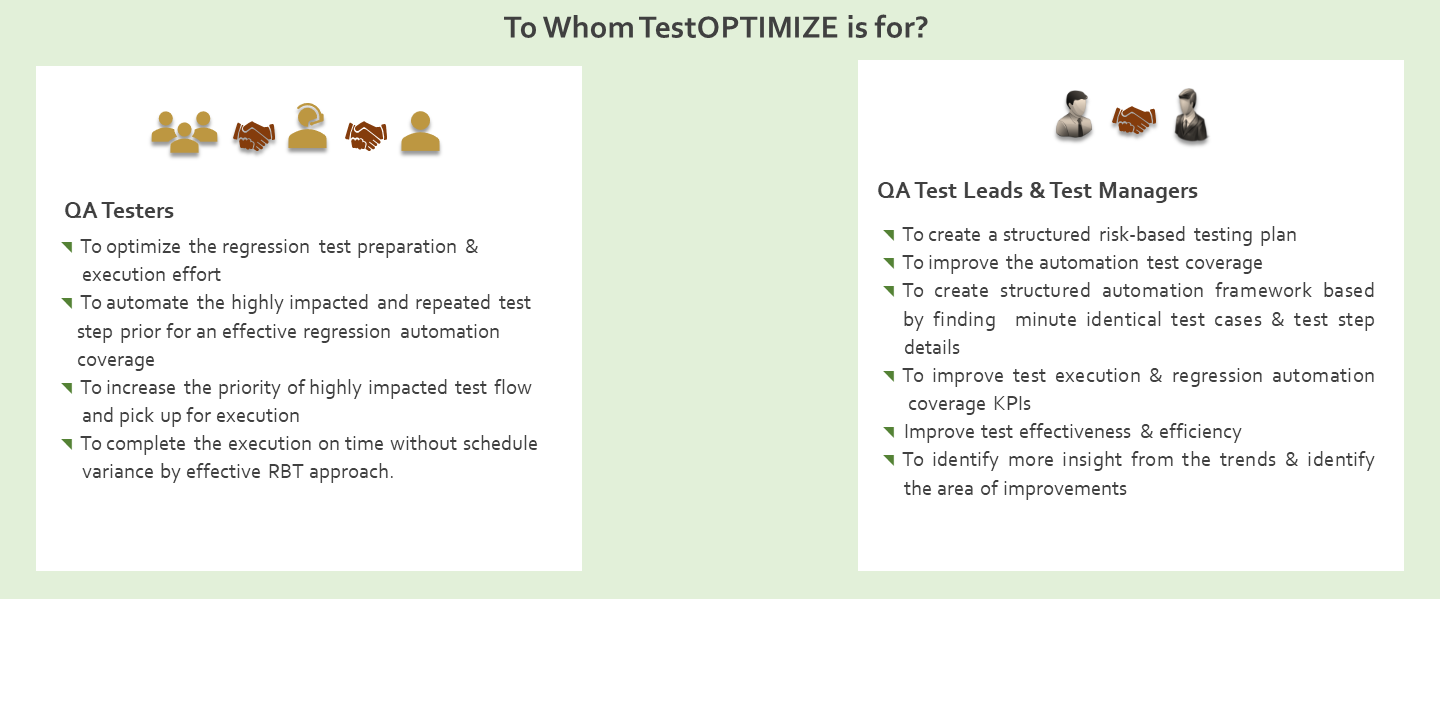 To Whom TestOPTIMIZE is for?
QA Testers
To optimize the regression test preparation &
execution effort
To automate the highly impacted and repeated test
step prior for an effective regression automation
coverage
To increase the priority of highly impacted test flow
and pick up for execution
To complete the execution on time without schedule
variance by effective RBT approach.
QA Test Leads & Test Managers
To create a structured risk-based testing plan
To improve the automation test coverage
To create structured automation framework based
by finding minute identical test cases & test step
details
To improve test execution & regression automation
coverage KPIs
Improve test effectiveness & efficiency
To identify more insight from the trends & identify
the area of improvements